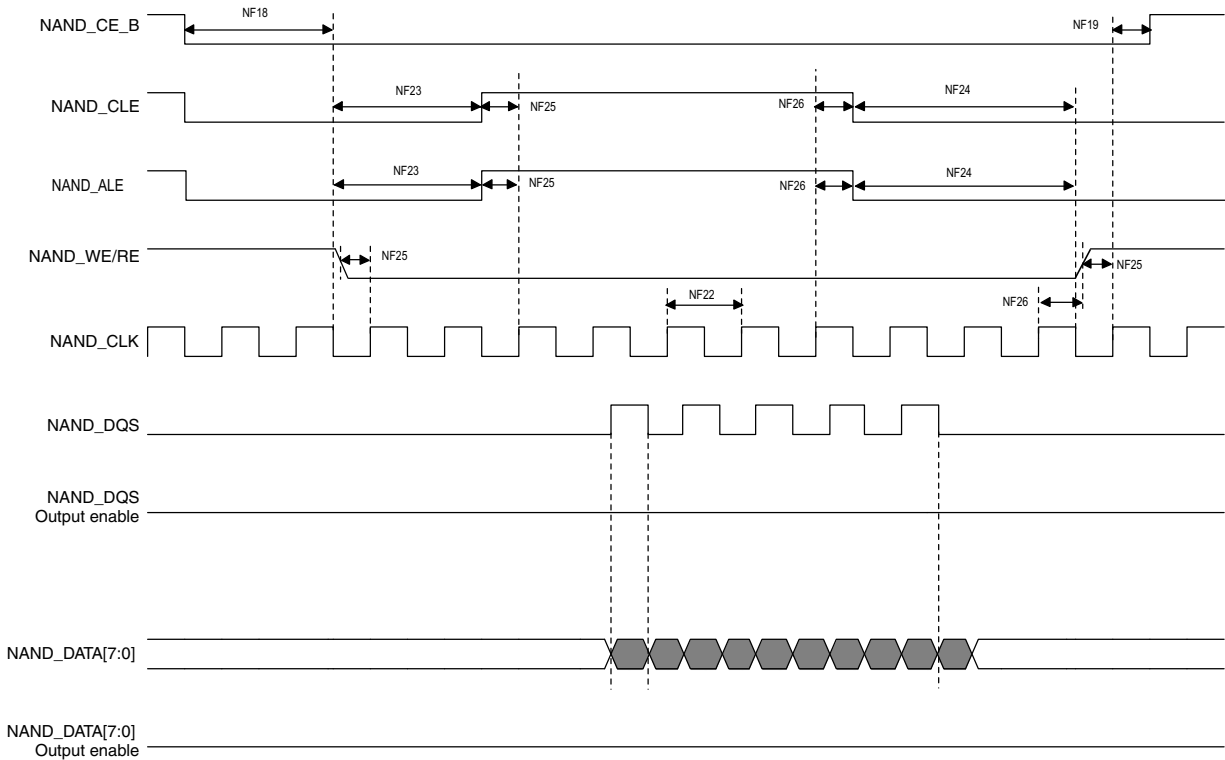 NF18
NAND_CE_B
NF19
NF23
NF24
NAND_CLE
NF25
NF26
NF23
NF24
NAND_ALE
NF25
NF26
NAND_WE/RE
NF25
NF25
NF22
NF26
NAND_CLK
NAND_DQS
NAND_DQS
Output enable
NAND_DATA[7:0]
NAND_DATA[7:0]
Output enable